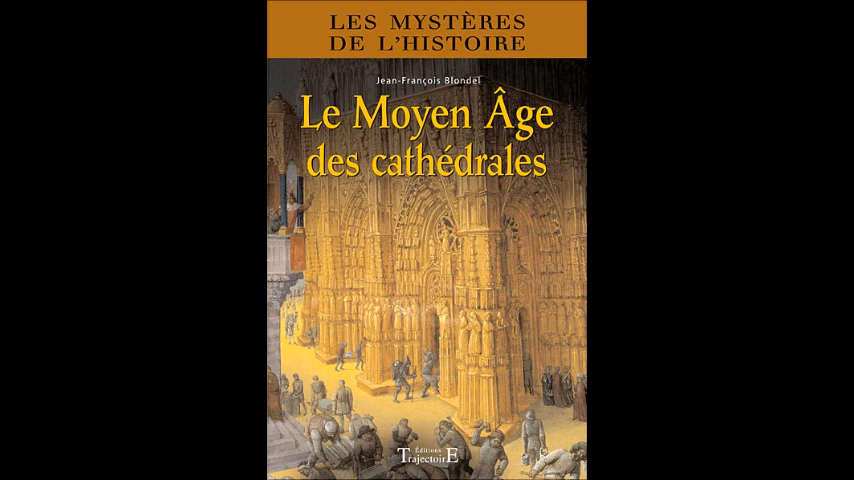 LES MYSTÈRES
DE L'HISTOIRE
Jean-François Blondel
Le Moyen Âge
des cathédrales
Éditions
TrajectoirE